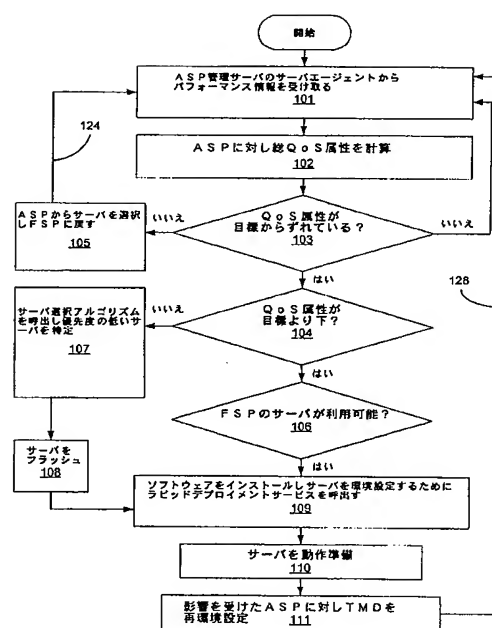 開始
ASP管理サーバのサーバエージェントから
パフォーマンス情報を受け取る
101
124
ASPに対し総QoS属性を計算
102
ASPからサーバを選択
しFSPに戻す
105
いいえ
QoS属性が
目標からずれている?
103
いいえ
はい
128
サーバ選択アルゴリズム
を呼出し優先度の低いサー
バを特定
107
いいえ
QoS属性が
目標より下?
104
はい
FSPのサーバが利用可能?
106
サーバを
フラッシュ
108
はい
ソフトウェアをインストールしサーバを環境設定するために
ラピッドデプロイメントサービスを呼出す
109
サーバを動作準備
110
影響を受けたASPに対しTMDを
再環境設定
111